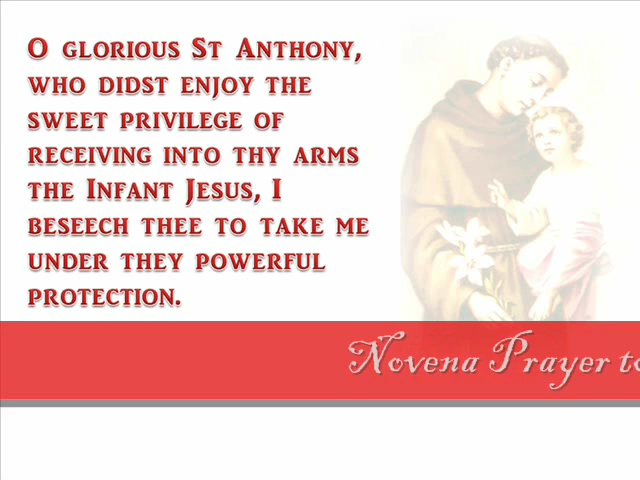 O glorious St Anthony,
who didst enjoy the
sweet privilege of
receiving into thy arms
the Infant Jesus, I
beseech thee to take me
under they powerful
protection.
Novena Prayer to